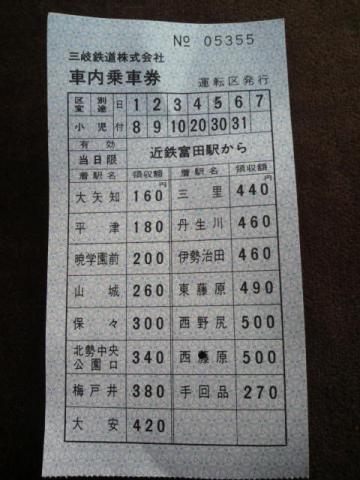 No 05355
三岐鉄道株式会社
車内乗車券 運転区発行
区変 別途 日 1 2 3 4 5 6 7
小児 付 8 9 10 20 30 31
有効
当日限
近鉄富田駅から
着駅名 領収額 着駅名 領収額
大矢知 160円 三里 440円
平津 180 丹生川 460
暁学園前 200 伊勢治田 460
山城 260 東藤原 490
保々 300 西野尻 500
北勢中央公園口 340 西藤原 500
梅戸井 380 手回品 270
大安 420